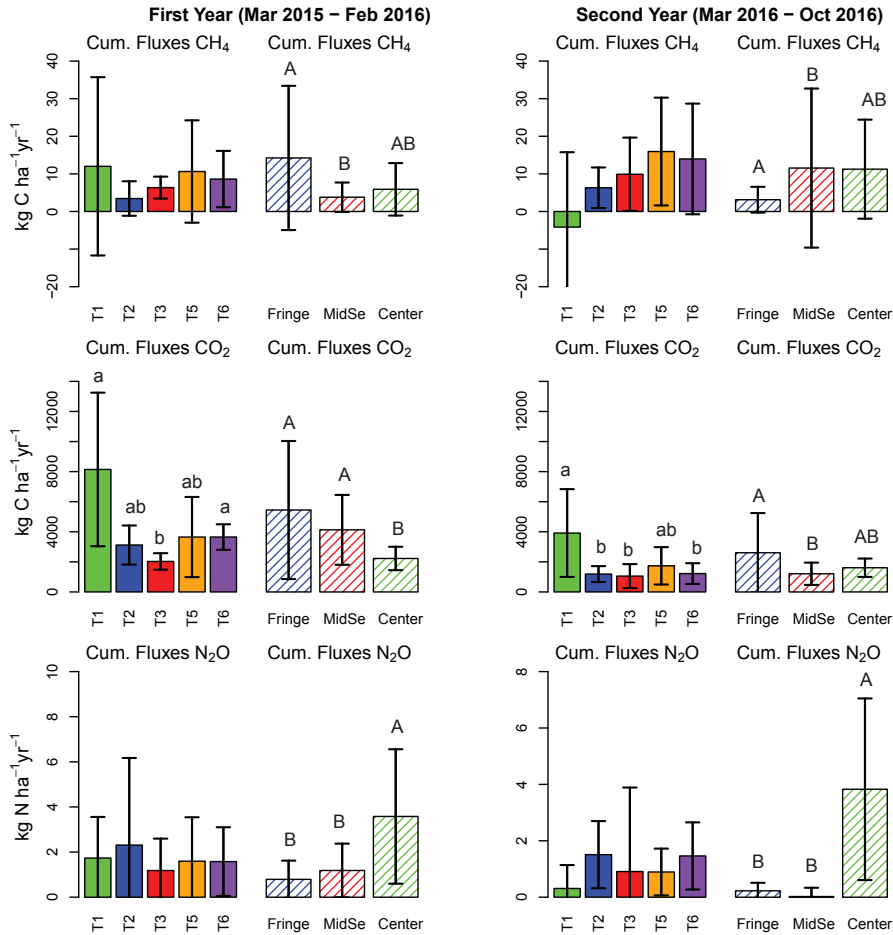 First Year (Mar 2015 − Feb 2016)
Second Year (Mar 2016 − Oct 2016)
Cum. Fluxes CH₄
Cum. Fluxes CH₄
Cum. Fluxes CH₄
Cum. Fluxes CH₄
kg C ha⁻¹yr⁻¹
40
30
20
10
0
−20
A
B
AB
T1 T2 T3 T5 T6 Fringe MidSe Center
40
30
20
10
0
−20
A
B
AB
T1 T2 T3 T5 T6 Fringe MidSe Center
Cum. Fluxes CO₂
Cum. Fluxes CO₂
Cum. Fluxes CO₂
Cum. Fluxes CO₂
kg C ha⁻¹yr⁻¹
12000
8000
4000
0
a
ab
b
ab
a
A
A
B
T1 T2 T3 T5 T6 Fringe MidSe Center
12000
8000
4000
0
a
b
b
ab
b
A
B
AB
T1 T2 T3 T5 T6 Fringe MidSe Center
Cum. Fluxes N₂O
Cum. Fluxes N₂O
Cum. Fluxes N₂O
Cum. Fluxes N₂O
kg N ha⁻¹yr⁻¹
10
8
6
4
2
0
B
B
A
T1 T2 T3 T5 T6 Fringe MidSe Center
8
6
4
2
0
B
B
A
T1 T2 T3 T5 T6 Fringe MidSe Center